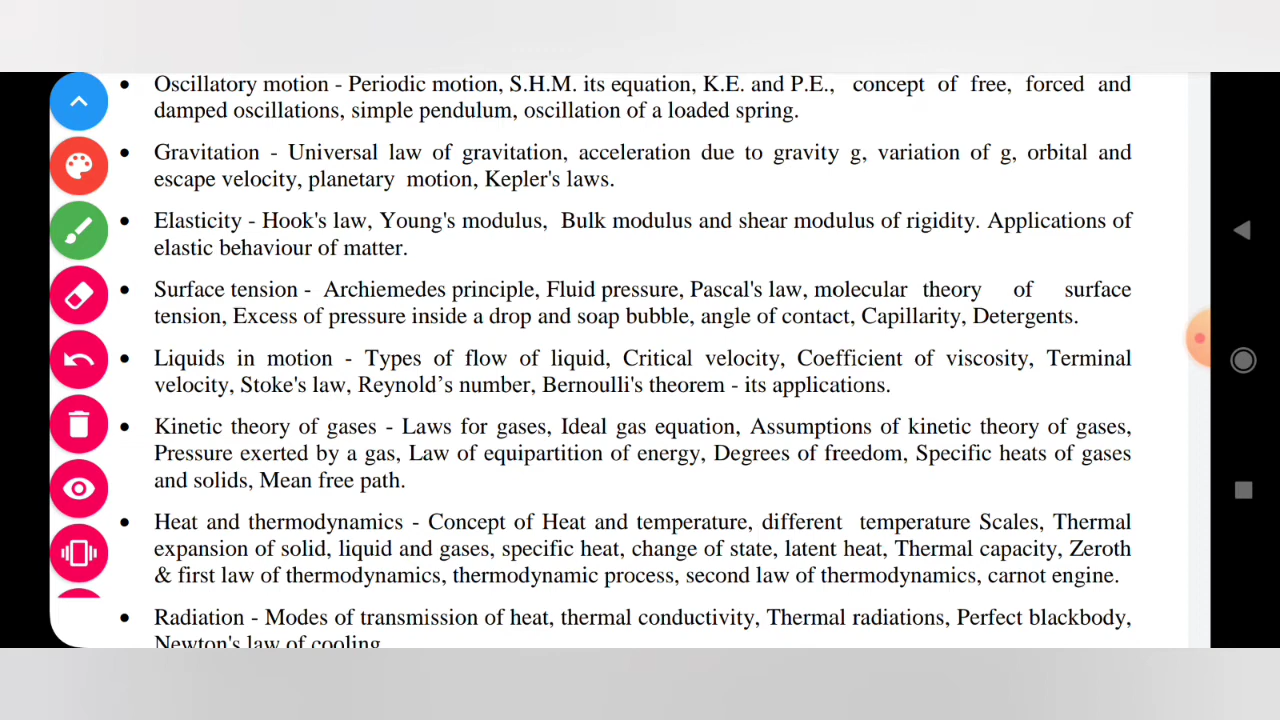 • Oscillatory motion - Periodic motion, S.H.M. its equation, K.E. and P.E., concept of free, forced and
damped oscillations, simple pendulum, oscillation of a loaded spring.
• Gravitation - Universal law of gravitation, acceleration due to gravity g, variation of g, orbital and
escape velocity, planetary motion, Kepler's laws.
• Elasticity - Hook's law, Young's modulus, Bulk modulus and shear modulus of rigidity. Applications of
elastic behaviour of matter.
• Surface tension - Archiemedes principle, Fluid pressure, Pascal's law, molecular theory of surface
tension, Excess of pressure inside a drop and soap bubble, angle of contact, Capillarity, Detergents.
• Liquids in motion - Types of flow of liquid, Critical velocity, Coefficient of viscosity, Terminal
velocity, Stoke's law, Reynold’s number, Bernoulli's theorem - its applications.
• Kinetic theory of gases - Laws for gases, Ideal gas equation, Assumptions of kinetic theory of gases,
Pressure exerted by a gas, Law of equipartition of energy, Degrees of freedom, Specific heats of gases
and solids, Mean free path.
• Heat and thermodynamics - Concept of Heat and temperature, different temperature Scales, Thermal
expansion of solid, liquid and gases, specific heat, change of state, latent heat, Thermal capacity, Zeroth
& first law of thermodynamics, thermodynamic process, second law of thermodynamics, carnot engine.
• Radiation - Modes of transmission of heat, thermal conductivity, Thermal radiations, Perfect blackbody,
Newton's law of cooling